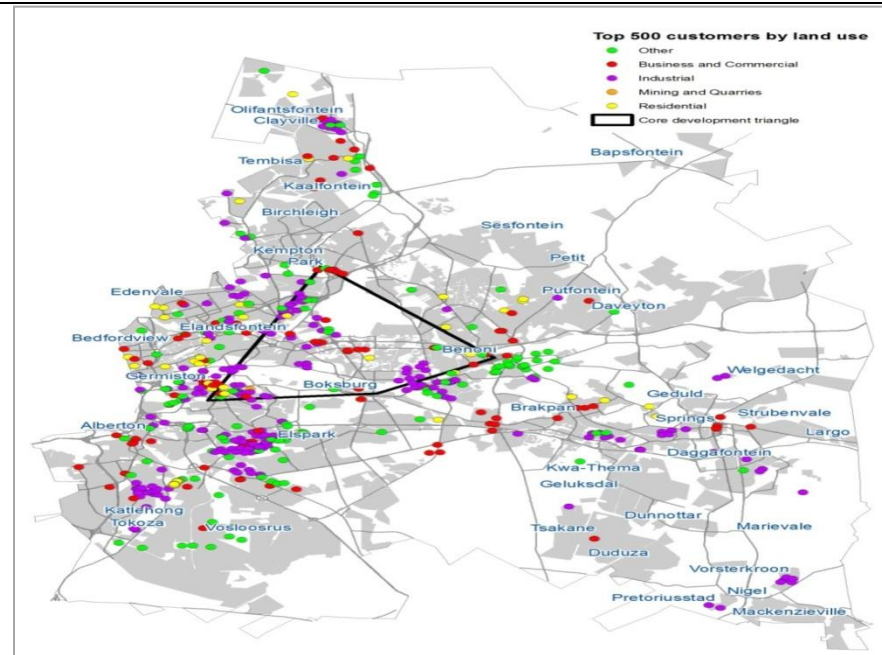 Top 500 customers by land use
Other
Business and Commercial
Industrial
Mining and Quarries
Residential
Core development triangle
Olifantsfontein
Clayville
Bapsfontein
Tembisa
Kaalfontein
Birchleigh
Sesfontein
Kempton
Park
Petit
Edenvale
Putfontein
Daveyton
Elandsfontein
Bedfordview
Benoni
Welgedacht
Germiston
Boksburg
Geduld
Brakpan
Strubenvale
Springs
Alberton
Elspark
Largo
Daggafontein
Kwa-Thema
Geluksdal
Katlehong
Dunnottar
Tokoza
Vosloosrus
Tsakane
Marievale
Duduza
Vorsterkroon
Nigel
Pretoriusstad
Mackenzieville